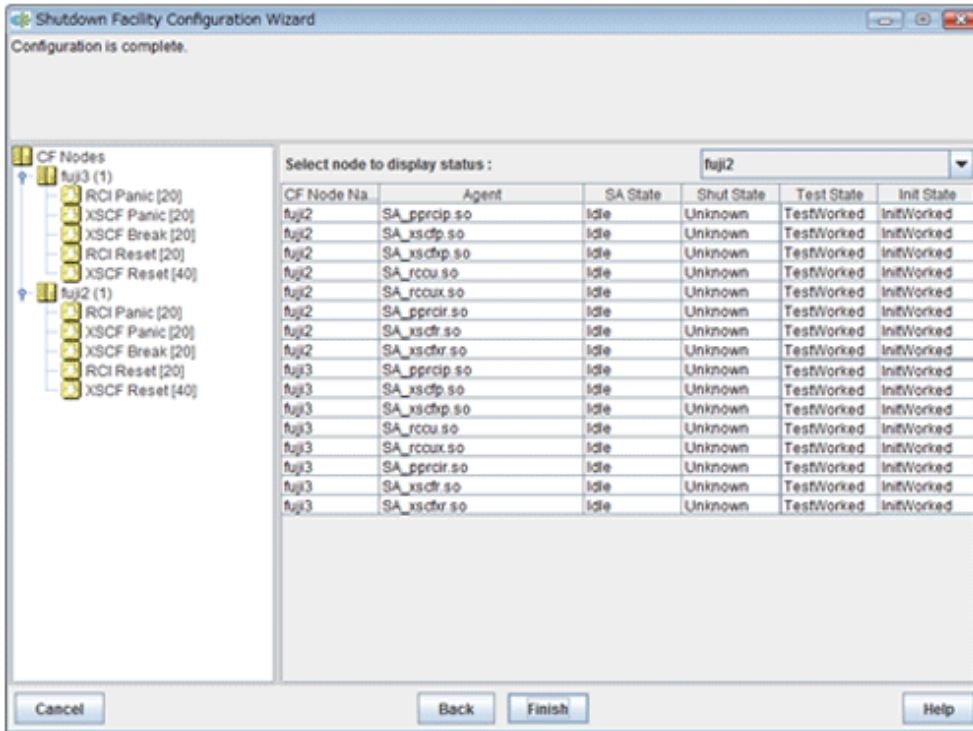 Shutdown Facility Configuration Wizard
Configuration is complete.
CF Nodes
fuji3 (1)
RCI Panic [20]
XSCF Panic [20]
XSCF Break [20]
RCI Reset [20]
XSCF Reset [40]
fuji2 (1)
RCI Panic [20]
XSCF Panic [20]
XSCF Break [20]
RCI Reset [20]
XSCF Reset [40]
Select node to display status : fuji2
CF Node Na... Agent SA State Shut State Test State Init State
fuji2 SA_pprcip.so Idle Unknown TestWorked InitWorked
fuji2 SA_xscfp.so Idle Unknown TestWorked InitWorked
fuji2 SA_xscfxp.so Idle Unknown TestWorked InitWorked
fuji2 SA_rccu.so Idle Unknown TestWorked InitWorked
fuji2 SA_rccux.so Idle Unknown TestWorked InitWorked
fuji2 SA_pprcir.so Idle Unknown TestWorked InitWorked
fuji2 SA_xscfr.so Idle Unknown TestWorked InitWorked
fuji2 SA_xscfxr.so Idle Unknown TestWorked InitWorked
fuji3 SA_pprcip.so Idle Unknown TestWorked InitWorked
fuji3 SA_xscfp.so Idle Unknown TestWorked InitWorked
fuji3 SA_xscfxp.so Idle Unknown TestWorked InitWorked
fuji3 SA_rccu.so Idle Unknown TestWorked InitWorked
fuji3 SA_rccux.so Idle Unknown TestWorked InitWorked
fuji3 SA_pprcir.so Idle Unknown TestWorked InitWorked
fuji3 SA_xscfr.so Idle Unknown TestWorked InitWorked
fuji3 SA_xscfxr.so Idle Unknown TestWorked InitWorked
Cancel Back Finish Help